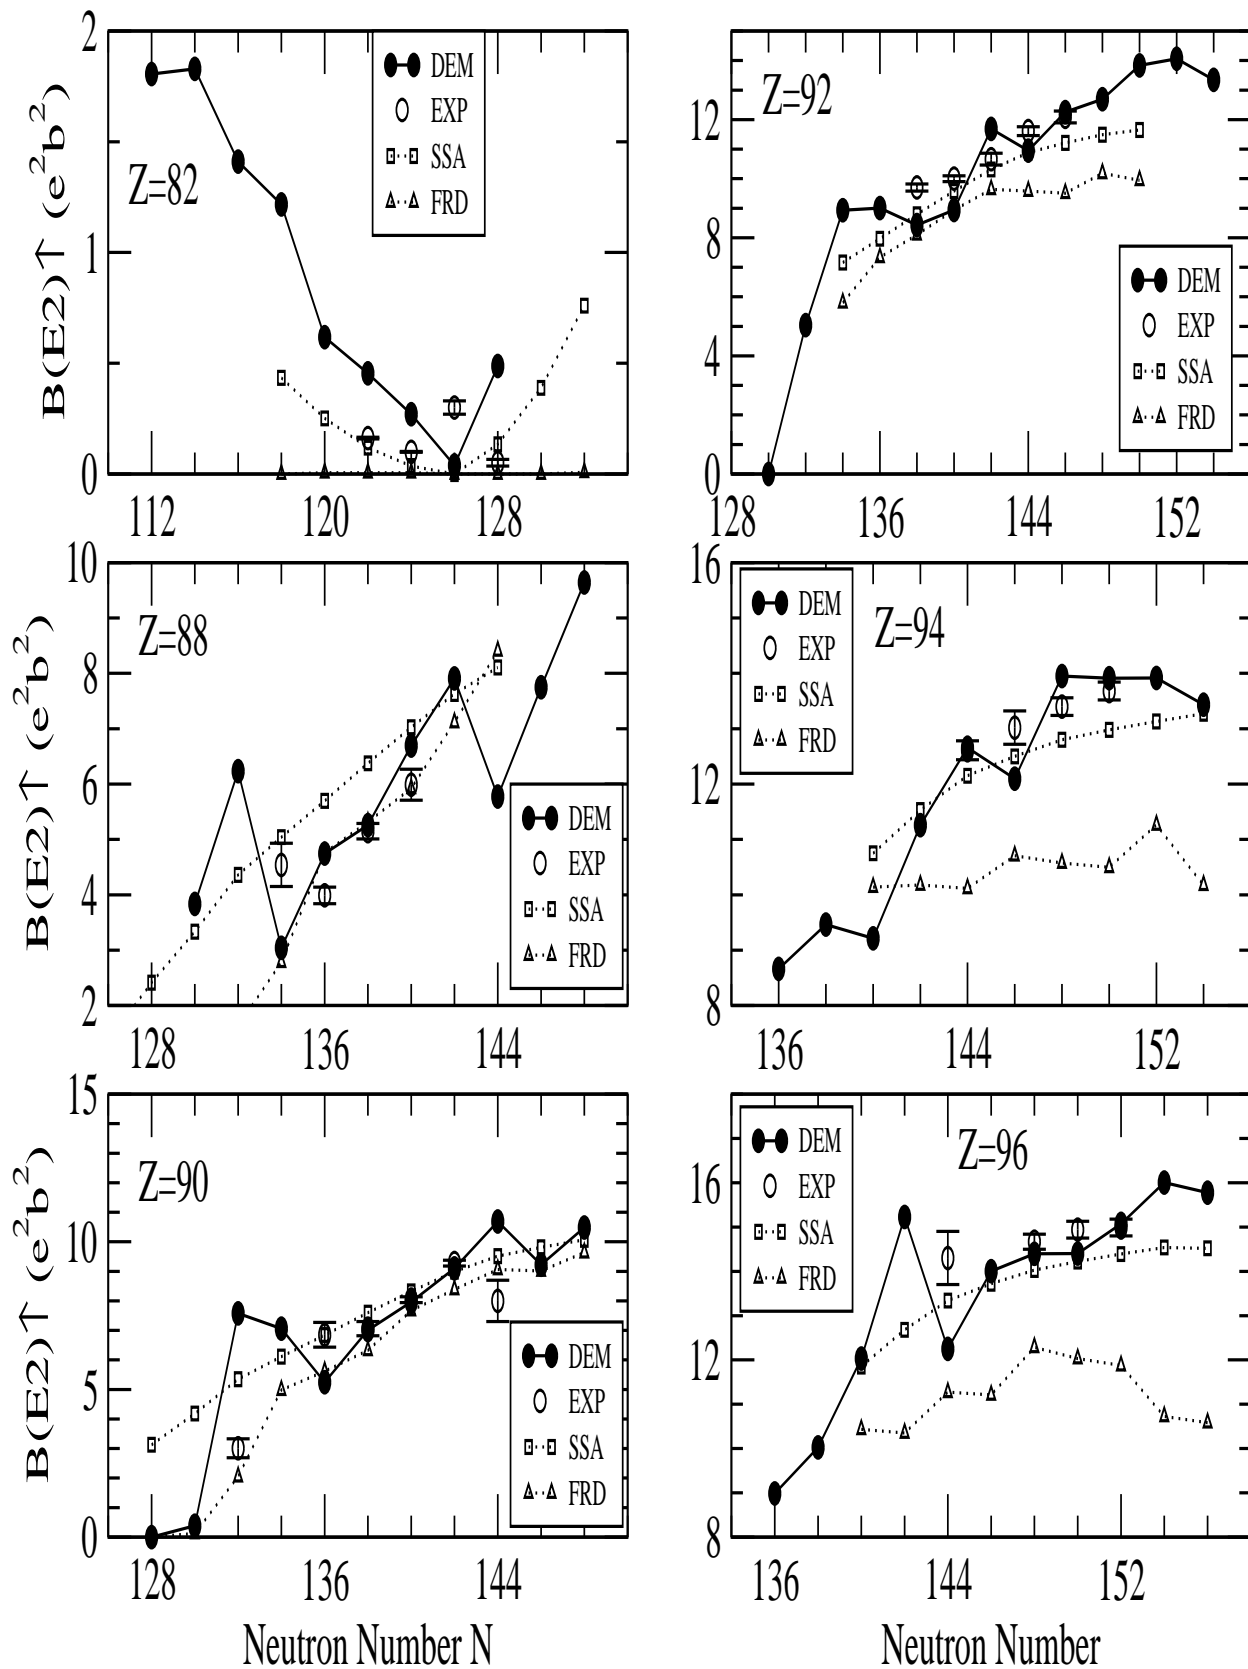 B(E2)↑ (e²b²)
2
1
0
Z=82
DEM
EXP
SSA
FRD
112 120 128
12
8
4
0
Z=92
DEM
EXP
SSA
FRD
128 136 144 152
B(E2)↑ (e²b²)
10
8
6
4
2
Z=88
DEM
EXP
SSA
FRD
128 136 144
16
12
8
Z=94
DEM
EXP
SSA
FRD
136 144 152
B(E2)↑ (e²b²)
15
10
5
0
Z=90
DEM
EXP
SSA
FRD
128 136 144
Neutron Number N
16
12
8
Z=96
DEM
EXP
SSA
FRD
136 144 152
Neutron Number